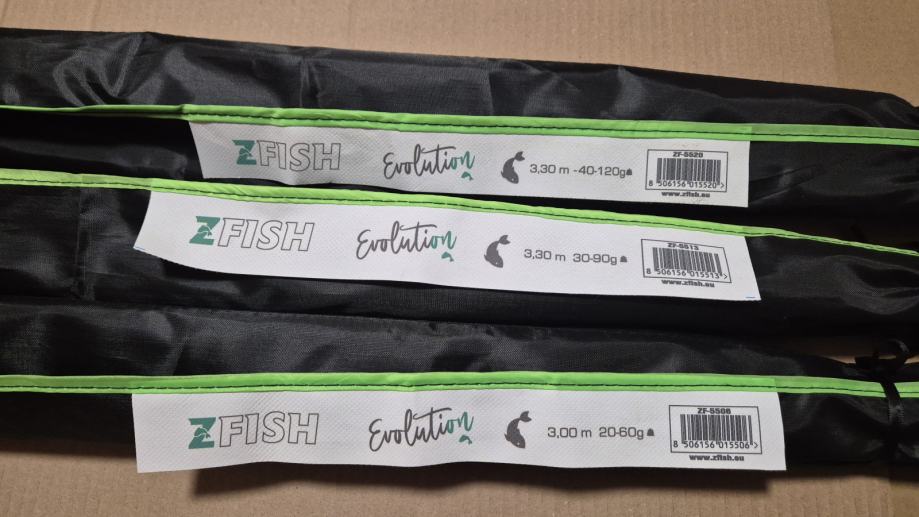 ZFISH Evolution 3,30 m -40-120g
ZF-5520
8 506156 015520 >
www.zfish.eu
ZFISH Evolution 3,30 m 30-90g
ZF-5513
8 506156 015513 >
www.zfish.eu
ZFISH Evolution 3,00 m 20-60g
ZF-5506
8 506156 015506 >
www.zfish.eu